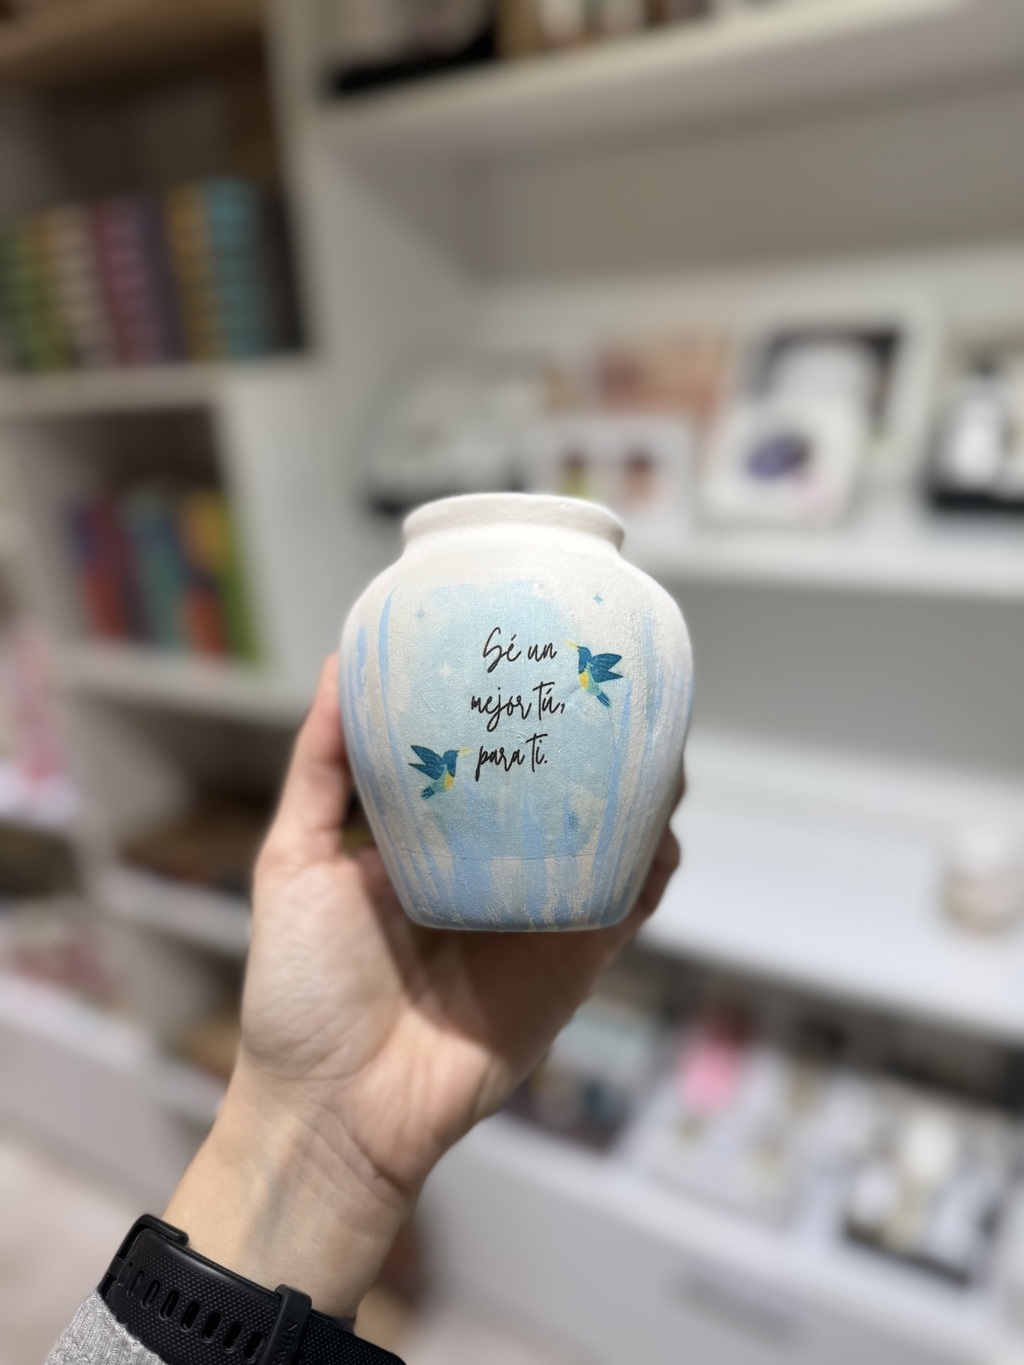 Sé un
mejor tú,
para ti.